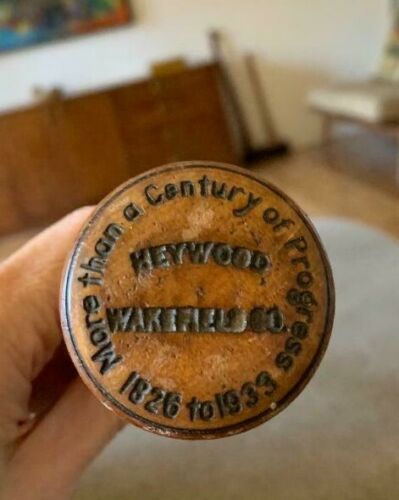 More than a Century of Progress
HEYWOOD
WAKEFIELD CO.
1826 to 1933